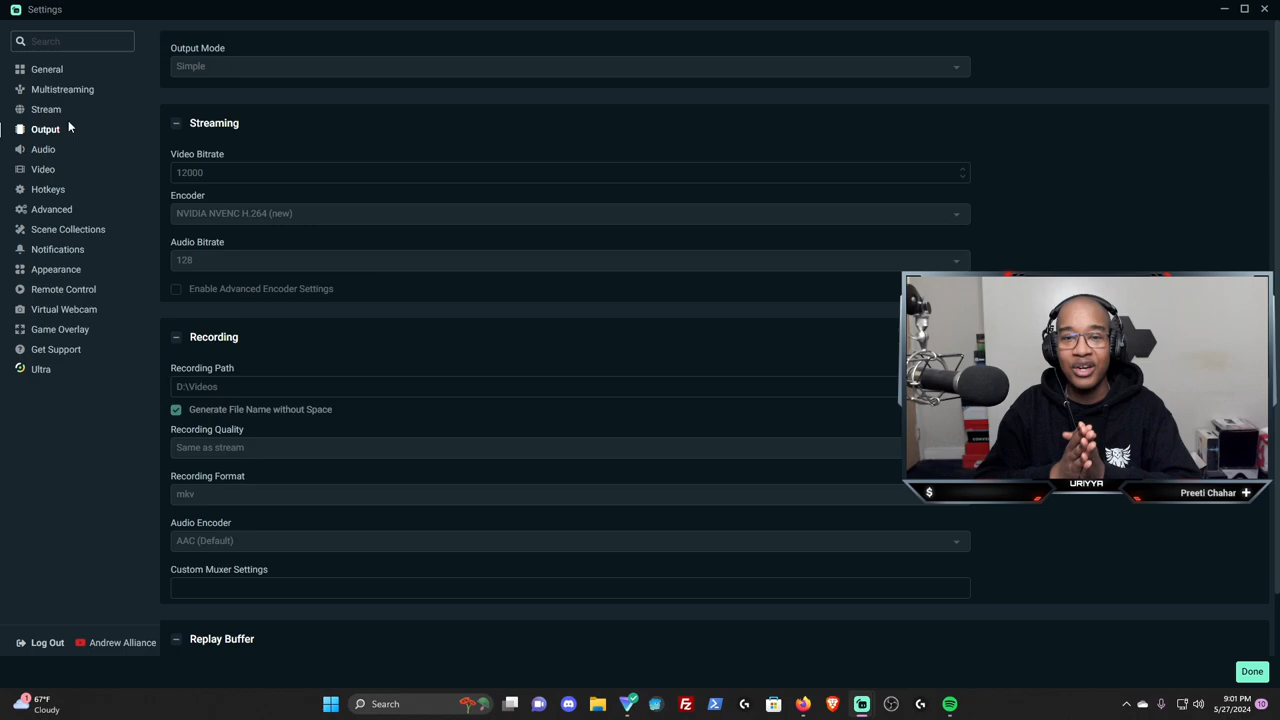 Settings
Search
General
Multistreaming
Stream
Output
Audio
Video
Hotkeys
Advanced
Scene Collections
Notifications
Appearance
Remote Control
Virtual Webcam
Game Overlay
Get Support
Ultra
Log Out
Andrew Alliance
Output Mode
Simple
Streaming
Video Bitrate
12000
Encoder
NVIDIA NVENC H.264 (new)
Audio Bitrate
128
Enable Advanced Encoder Settings
Recording
Recording Path
D:\Videos
Generate File Name without Space
Recording Quality
Same as stream
Recording Format
mkv
Audio Encoder
AAC (Default)
Custom Muxer Settings
Replay Buffer
URIYYA
$
Preeti Chahar +
Done
1
67°F
Cloudy
Search
9:01 PM
5/27/2024
10